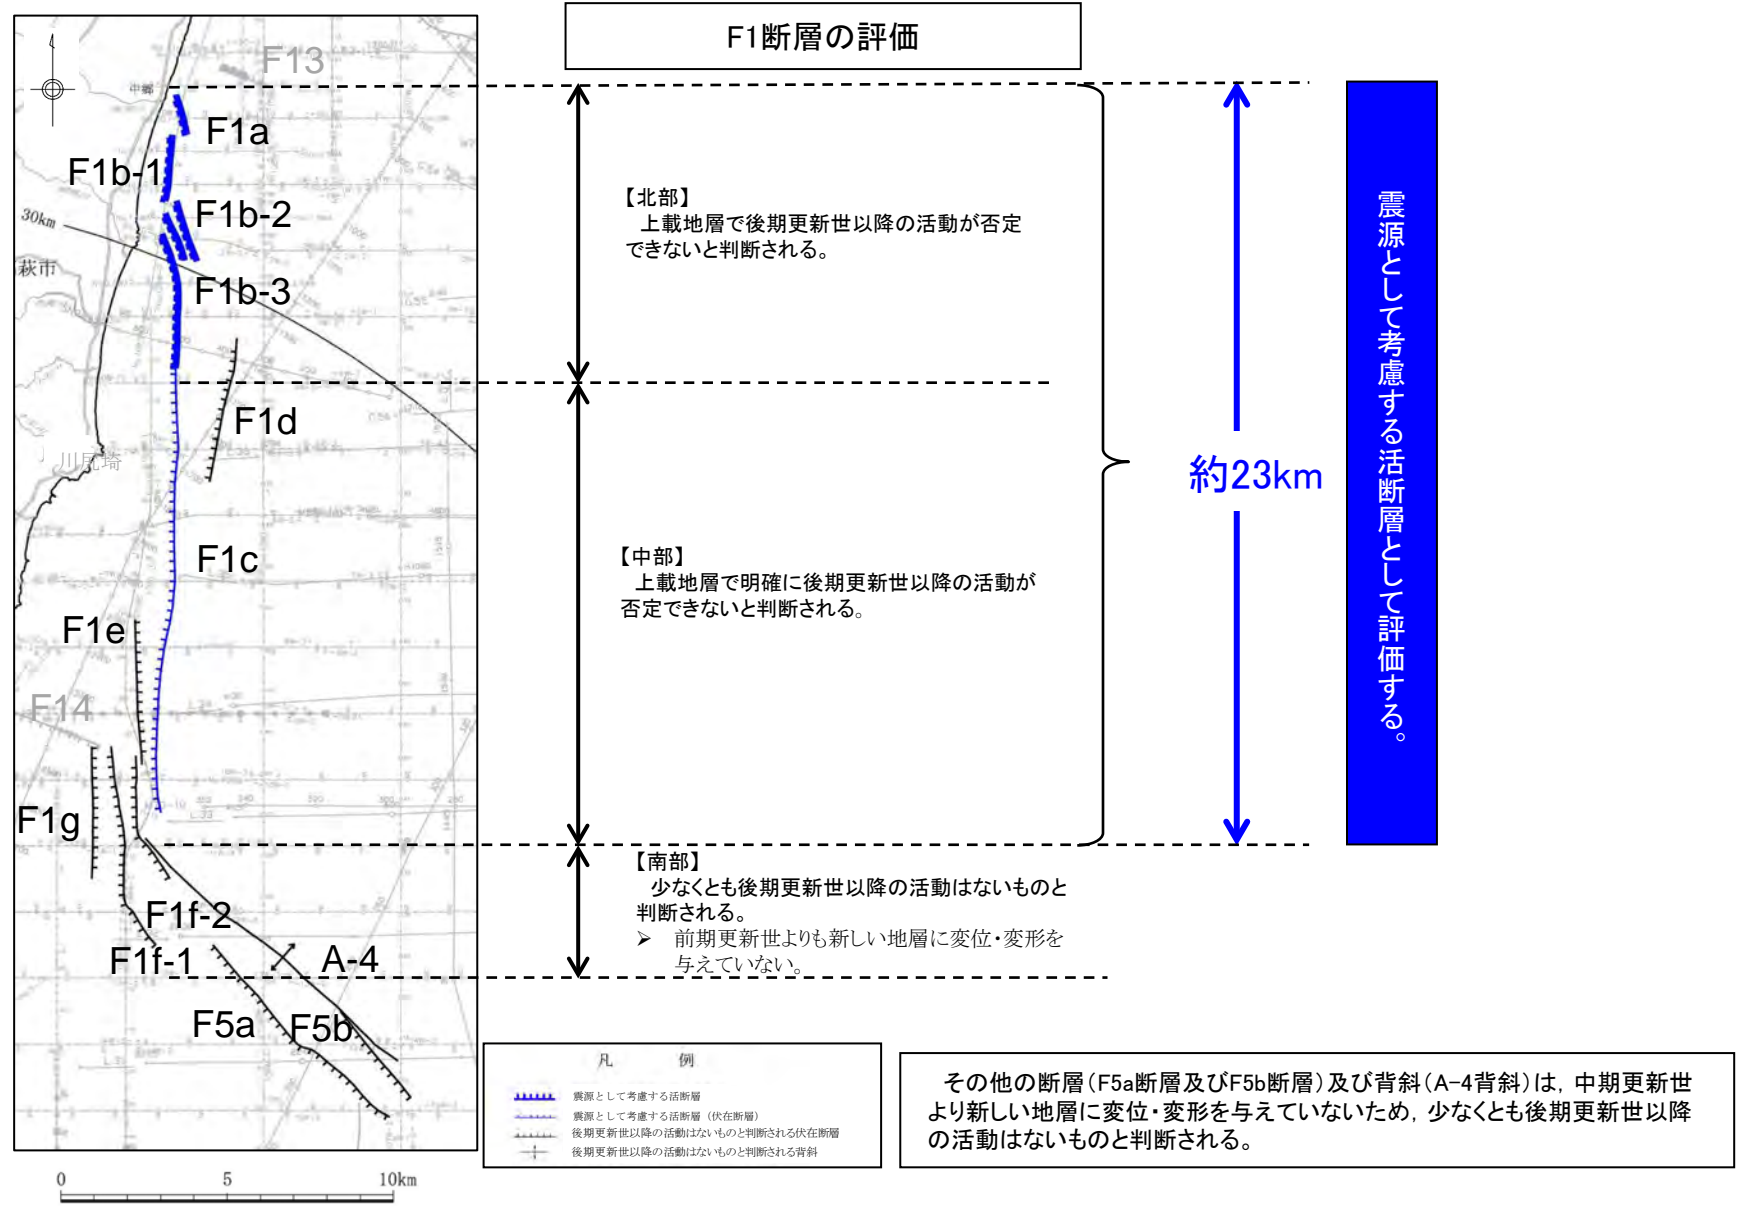 F1断層の評価
F13
中郷
F1a
F1b-1
F1b-2
30km
萩市
F1b-3
F1d
川尻埼
F1c
F1e
F14
F1g
F1f-2
F1f-1
A-4
F5a
F5b
0 5 10km
【北部】
上載地層で後期更新世以降の活動が否定
できないと判断される。
【中部】
上載地層で明確に後期更新世以降の活動が
否定できないと判断される。
【南部】
少なくとも後期更新世以降の活動はないものと
判断される。
➢ 前期更新世よりも新しい地層に変位・変形を
与えていない。
約23km
震源として考慮する活断層として評価する。
凡 例
震源として考慮する活断層
震源として考慮する活断層（伏在断層）
後期更新世以降の活動はないものと判断される伏在断層
後期更新世以降の活動はないものと判断される背斜
その他の断層（F5a断層及びF5b断層）及び背斜（A-4背斜）は，中期更新世
より新しい地層に変位・変形を与えていないため，少なくとも後期更新世以降
の活動はないものと判断される。